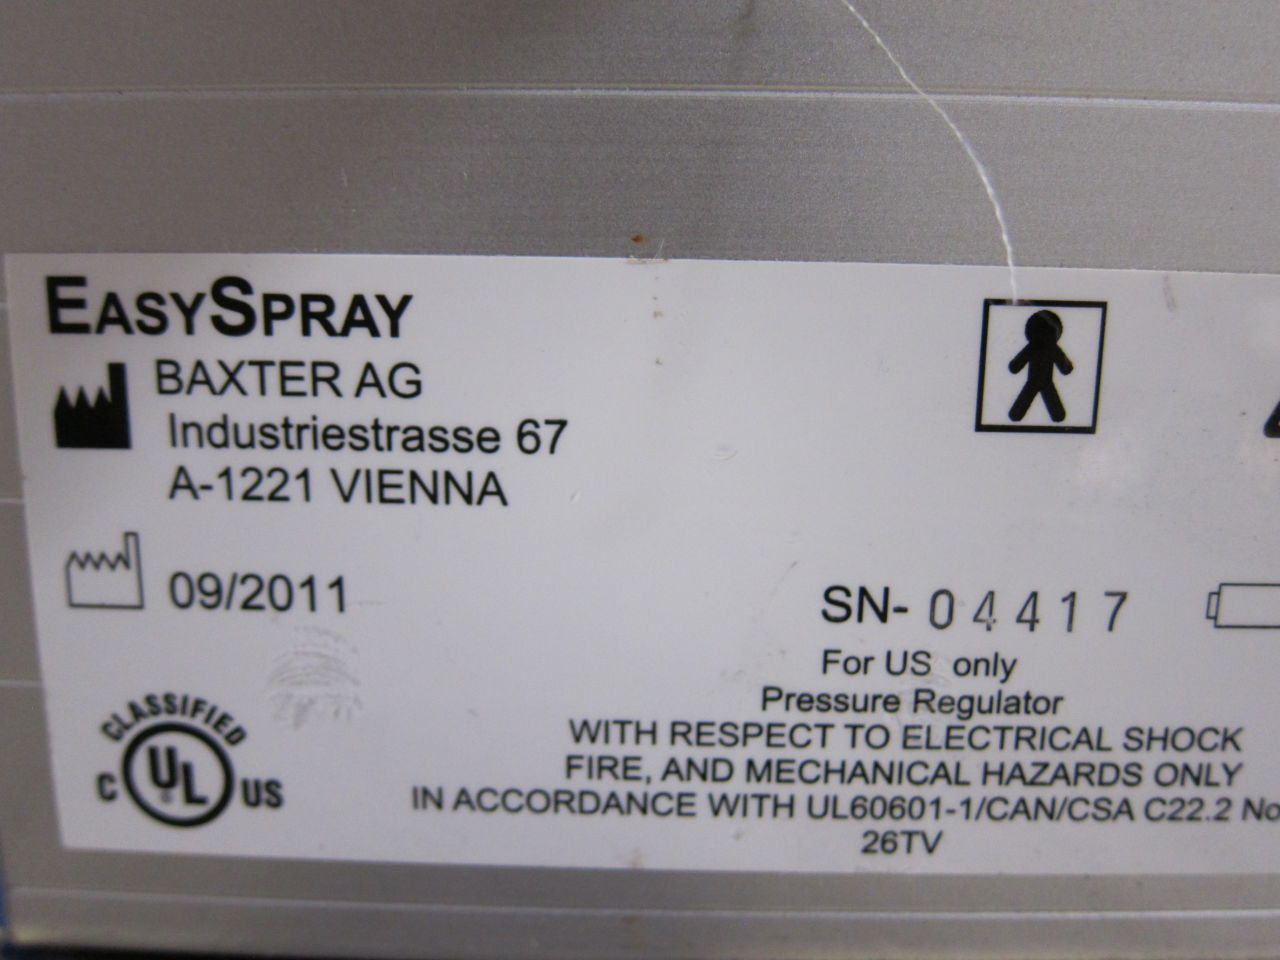 EASYSPRAY
BAXTER AG
Industriestrasse 67
A-1221 VIENNA
09/2011
SN-04417
For US only
Pressure Regulator
WITH RESPECT TO ELECTRICAL SHOCK
FIRE, AND MECHANICAL HAZARDS ONLY
IN ACCORDANCE WITH UL60601-1/CAN/CSA C22.2 No
26TV
CLASSIFIED
C UL US